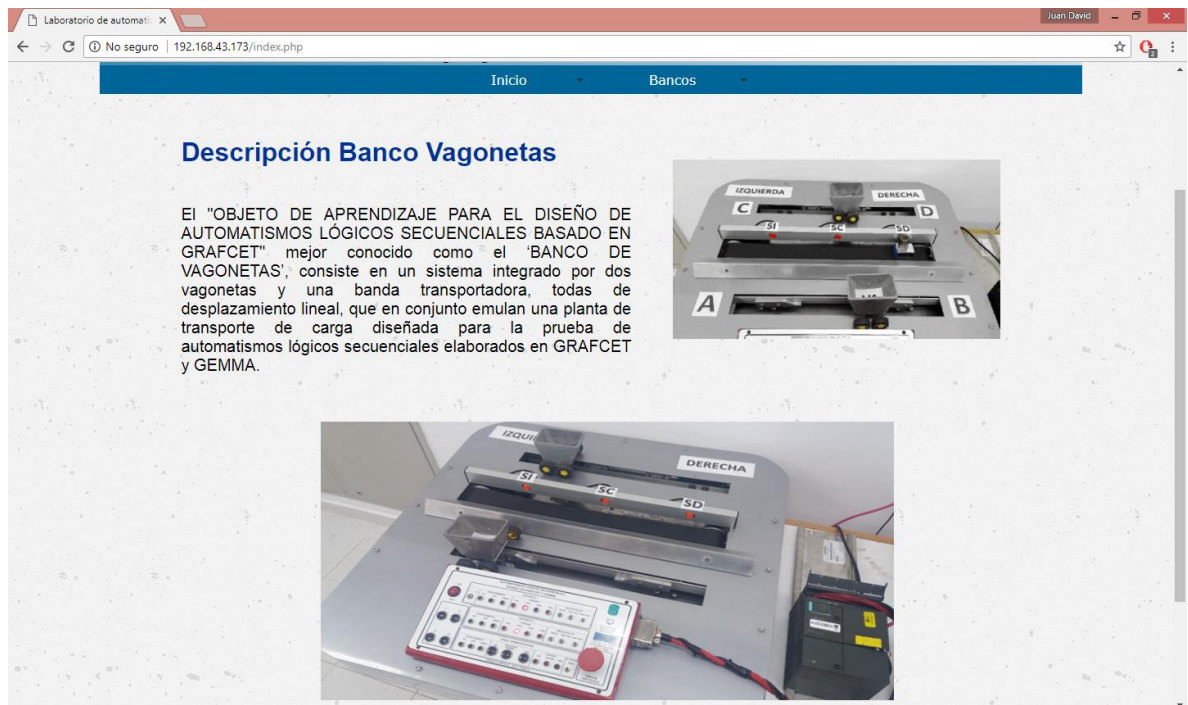 Laboratorio de automati
Juan David
No seguro | 192.168.43.173/index.php
2
Inicio
Bancos
Descripción Banco Vagonetas
El "OBJETO DE APRENDIZAJE PARA EL DISEÑO DE
AUTOMATISMOS LÓGICOS SECUENCIALES BASADO EN
GRAFCET" mejor conocido como el ‘BANCO DE
VAGONETAS’, consiste en un sistema integrado por dos
vagonetas y una banda transportadora, todas de
desplazamiento lineal, que en conjunto emulan una planta de
transporte de carga diseñada para la prueba de
automatismos lógicos secuenciales elaborados en GRAFCET
y GEMMA.
IZQUIERDA
DERECHA
C
D
SI
SC
SD
A
B
IZQUI
DERECHA
SI
SC
SD